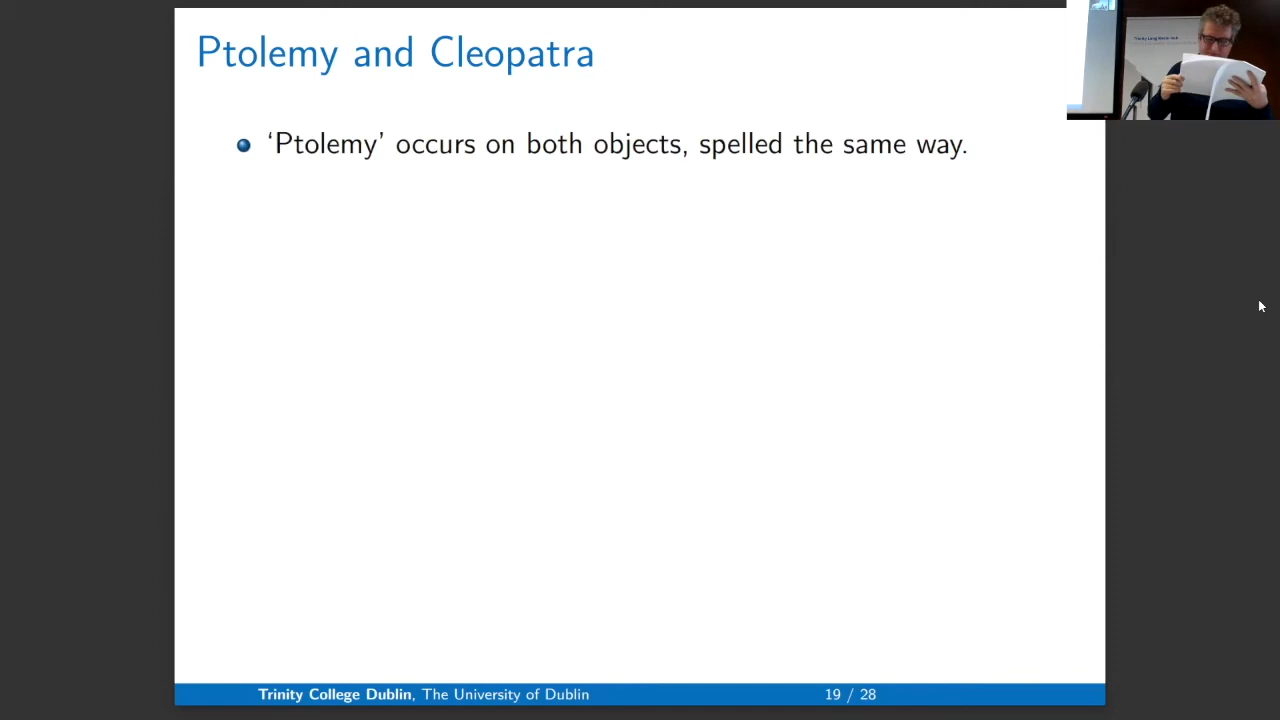 Ptolemy and Cleopatra
‘Ptolemy’ occurs on both objects, spelled the same way.
Trinity College Dublin, The University of Dublin
19 / 28